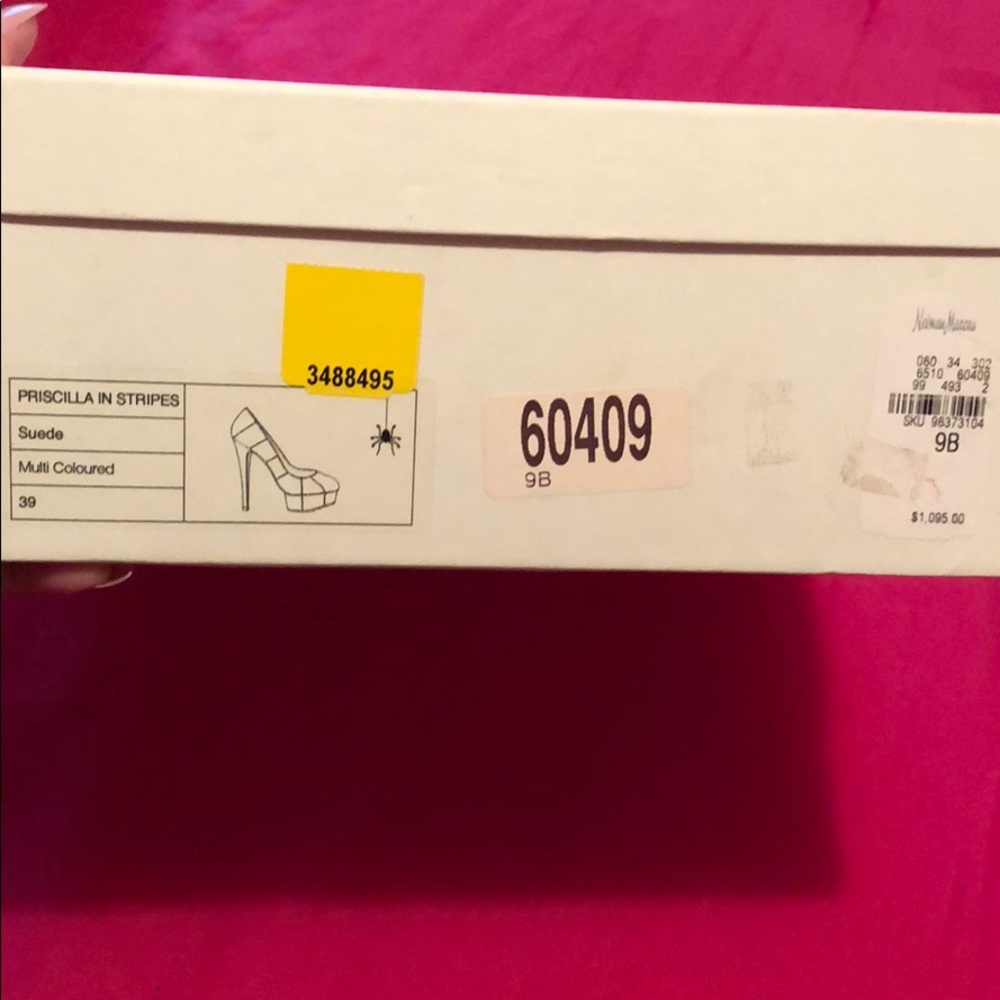 3488495
PRISCILLA IN STRIPES
Suede
Multi Coloured
39
60409
9B
Neiman Marcus
060 34 302
6510 60409
99 493 2
SKU 96373104
9B
$1,095.00